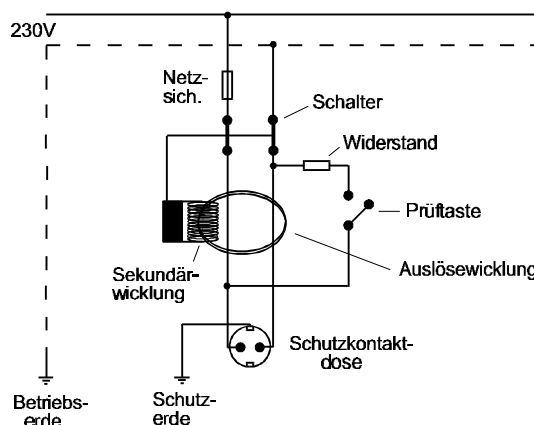 230V
Netz-
sich.
Schalter
Widerstand
Prüftaste
Auslösewicklung
Sekundär-
wicklung
Schutzkontakt-
dose
Betriebs-
erde
Schutz-
erde